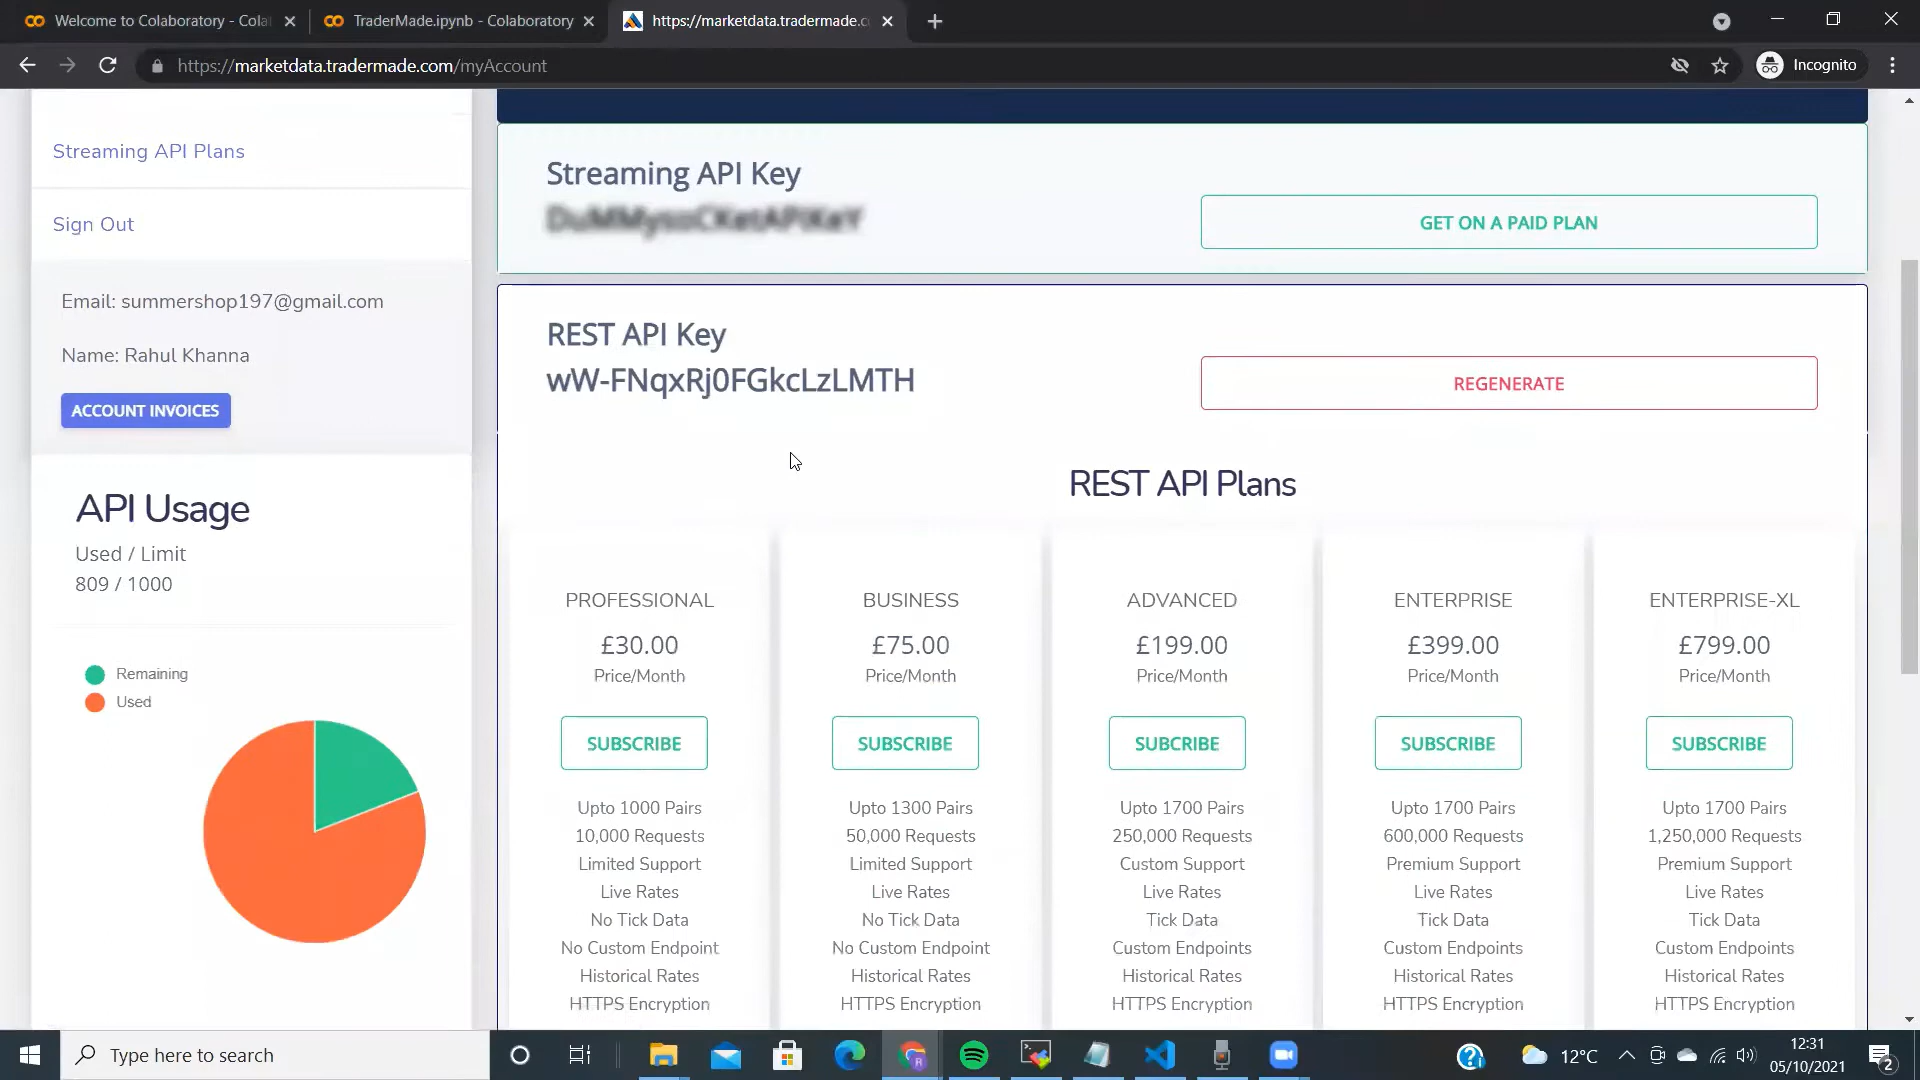 Welcome to Colaboratory - Cola
TraderMade.ipynb - Colaboratory
https://marketdata.tradermade.c
https://marketdata.tradermade.com/myAccount
Incognito
Streaming API Plans
Sign Out
Email: summershop197@gmail.com
Name: Rahul Khanna
ACCOUNT INVOICES
API Usage
Used / Limit
809 / 1000
Remaining
Used
Streaming API Key
DuMMysoCKetAPIKeY
GET ON A PAID PLAN
REST API Key
wW-FNqxRj0FGkcLzLMTH
REGENERATE
REST API Plans
PROFESSIONAL
£30.00
Price/Month
SUBSCRIBE
Upto 1000 Pairs
10,000 Requests
Limited Support
Live Rates
No Tick Data
No Custom Endpoint
Historical Rates
HTTPS Encryption
BUSINESS
£75.00
Price/Month
SUBSCRIBE
Upto 1300 Pairs
50,000 Requests
Limited Support
Live Rates
No Tick Data
No Custom Endpoint
Historical Rates
HTTPS Encryption
ADVANCED
£199.00
Price/Month
SUBCRIBE
Upto 1700 Pairs
250,000 Requests
Custom Support
Live Rates
Tick Data
Custom Endpoints
Historical Rates
HTTPS Encryption
ENTERPRISE
£399.00
Price/Month
SUBSCRIBE
Upto 1700 Pairs
600,000 Requests
Premium Support
Live Rates
Tick Data
Custom Endpoints
Historical Rates
HTTPS Encryption
ENTERPRISE-XL
£799.00
Price/Month
SUBSCRIBE
Upto 1700 Pairs
1,250,000 Requests
Premium Support
Live Rates
Tick Data
Custom Endpoints
Historical Rates
HTTPS Encryption
Type here to search
12°C
12:31
05/10/2021
2